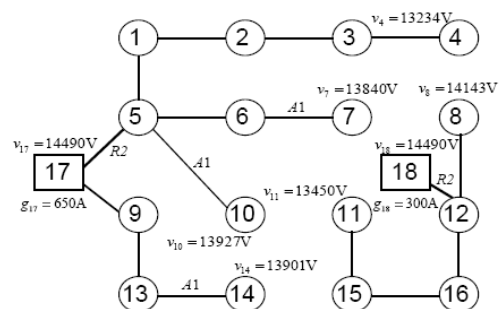 v₄ =13234V
1 2 3 4
v₇ =13840V v₈ =14143V
5 6 A1 7 8
v₁₇ =14490V R2 A1 v₁₈ =14490V
17 18 R2
g₁₇ =650A v₁₁ =13450V g₁₈ =300A
9 10 11 12
v₁₀ =13927V
v₁₄ =13901V
13 A1 14 15 16